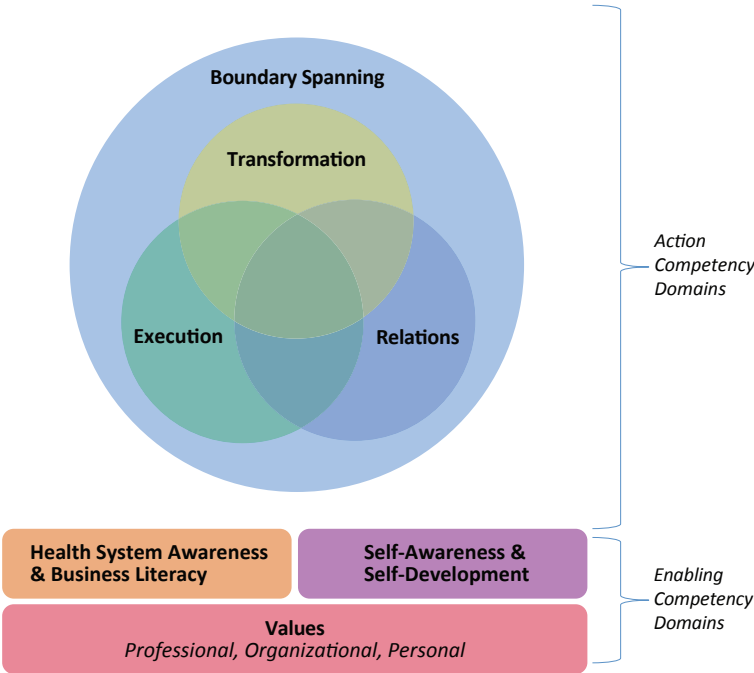 Boundary Spanning
Transformation
Execution
Relations
Action
Competency
Domains
Health System Awareness
& Business Literacy
Self-Awareness &
Self-Development
Values
Professional, Organizational, Personal
Enabling
Competency
Domains